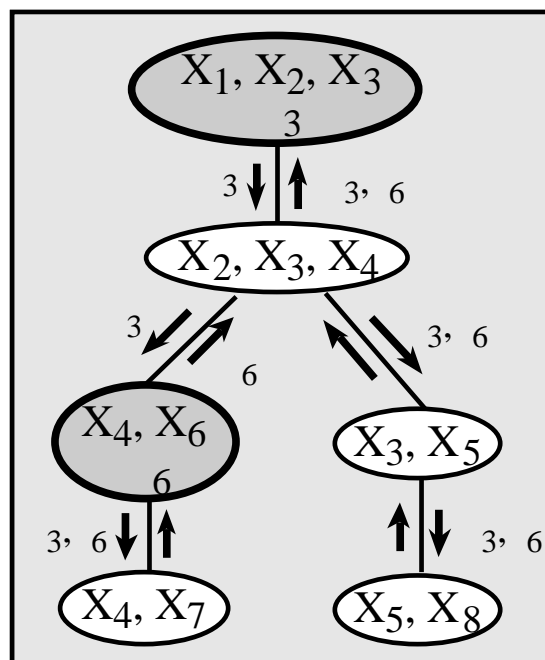 X₁, X₂, X₃
3
3
3, 6
X₂, X₃, X₄
3
6
3, 6
X₄, X₆
6
X₃, X₅
3, 6
3, 6
X₄, X₇
X₅, X₈